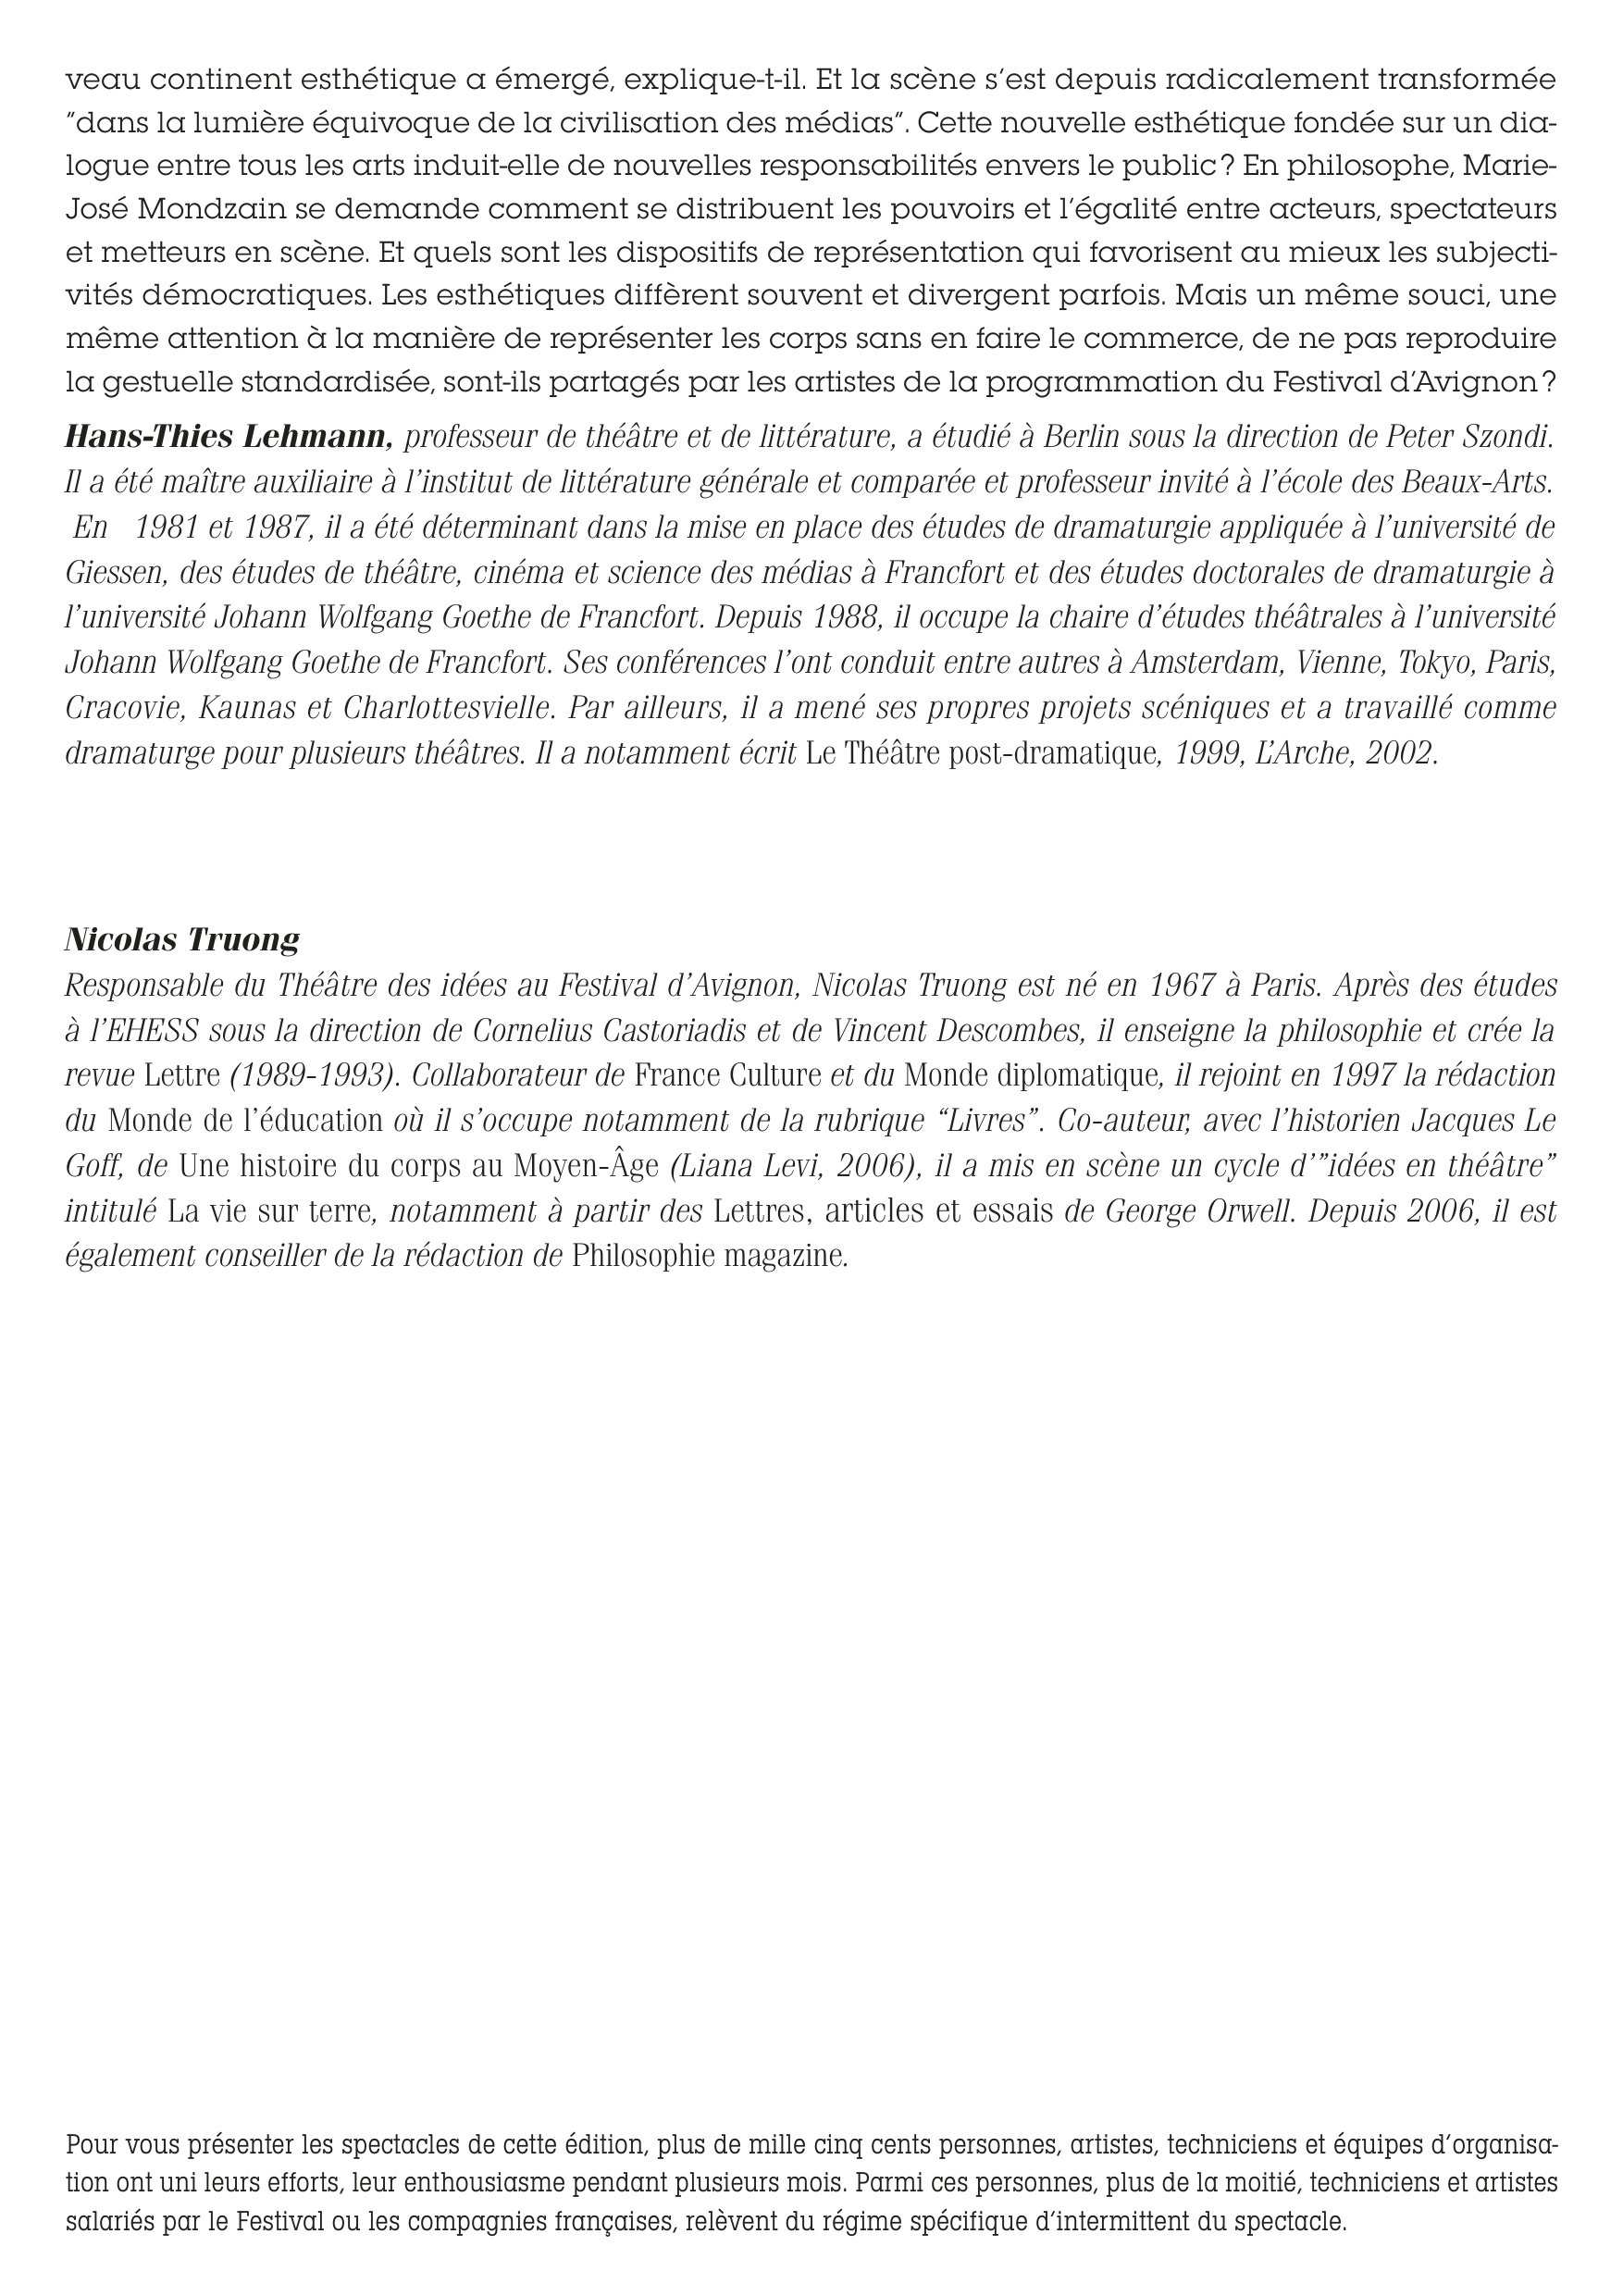 veau continent esthétique a émergé, explique-t-il. Et la scène s’est depuis radicalement transformée
”dans la lumière équivoque de la civilisation des médias”. Cette nouvelle esthétique fondée sur un dia-
logue entre tous les arts induit-elle de nouvelles responsabilités envers le public ? En philosophe, Marie-
José Mondzain se demande comment se distribuent les pouvoirs et l’égalité entre acteurs, spectateurs
et metteurs en scène. Et quels sont les dispositifs de représentation qui favorisent au mieux les subjecti-
vités démocratiques. Les esthétiques diffèrent souvent et divergent parfois. Mais un même souci, une
même attention à la manière de représenter les corps sans en faire le commerce, de ne pas reproduire
la gestuelle standardisée, sont-ils partagés par les artistes de la programmation du Festival d’Avignon ?
Hans-Thies Lehmann, professeur de théâtre et de littérature, a étudié à Berlin sous la direction de Peter Szondi.
Il a été maître auxiliaire à l’institut de littérature générale et comparée et professeur invité à l’école des Beaux-Arts.
En 1981 et 1987, il a été déterminant dans la mise en place des études de dramaturgie appliquée à l’université de
Giessen, des études de théâtre, cinéma et science des médias à Francfort et des études doctorales de dramaturgie à
l’université Johann Wolfgang Goethe de Francfort. Depuis 1988, il occupe la chaire d’études théâtrales à l’université
Johann Wolfgang Goethe de Francfort. Ses conférences l’ont conduit entre autres à Amsterdam, Vienne, Tokyo, Paris,
Cracovie, Kaunas et Charlottesvielle. Par ailleurs, il a mené ses propres projets scéniques et a travaillé comme
dramaturge pour plusieurs théâtres. Il a notamment écrit Le Théâtre post-dramatique, 1999, L’Arche, 2002.
Nicolas Truong
Responsable du Théâtre des idées au Festival d’Avignon, Nicolas Truong est né en 1967 à Paris. Après des études
à l’EHESS sous la direction de Cornelius Castoriadis et de Vincent Descombes, il enseigne la philosophie et crée la
revue Lettre (1989-1993). Collaborateur de France Culture et du Monde diplomatique, il rejoint en 1997 la rédaction
du Monde de l’éducation où il s’occupe notamment de la rubrique “Livres”. Co-auteur, avec l’historien Jacques Le
Goff, de Une histoire du corps au Moyen-Âge (Liana Levi, 2006), il a mis en scène un cycle d’”idées en théâtre”
intitulé La vie sur terre, notamment à partir des Lettres, articles et essais de George Orwell. Depuis 2006, il est
également conseiller de la rédaction de Philosophie magazine.
Pour vous présenter les spectacles de cette édition, plus de mille cinq cents personnes, artistes, techniciens et équipes d’organisa-
tion ont uni leurs efforts, leur enthousiasme pendant plusieurs mois. Parmi ces personnes, plus de la moitié, techniciens et artistes
salariés par le Festival ou les compagnies françaises, relèvent du régime spécifique d’intermittent du spectacle.